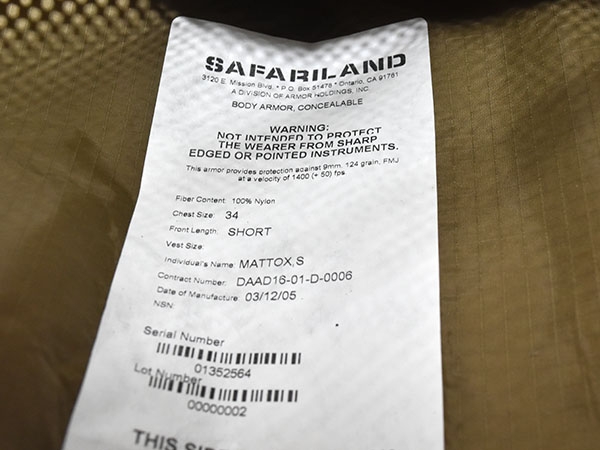 SAFARILAND
3120 E. Mission Blvd. * P.O. Box 51478 * Ontario, CA 91761
A DIVISION OF ARMOR HOLDINGS, INC.
BODY ARMOR, CONCEALABLE
WARNING:
NOT INTENDED TO PROTECT
THE WEARER FROM SHARP
EDGED OR POINTED INSTRUMENTS.
This armor provides protection against 9mm, 124 grain, FMJ
at a velocity of 1400 (+ 50) fps.
Fiber Content: 100% Nylon
Chest Size: 34
Front Length: SHORT
Vest Size:
Individual's Name: MATTOX,S
Contract Number: DAAD16-01-D-0006
Date of Manufacture: 03/12/05
NSN:
Serial Number
01352564
Lot Number
00000002
THIS